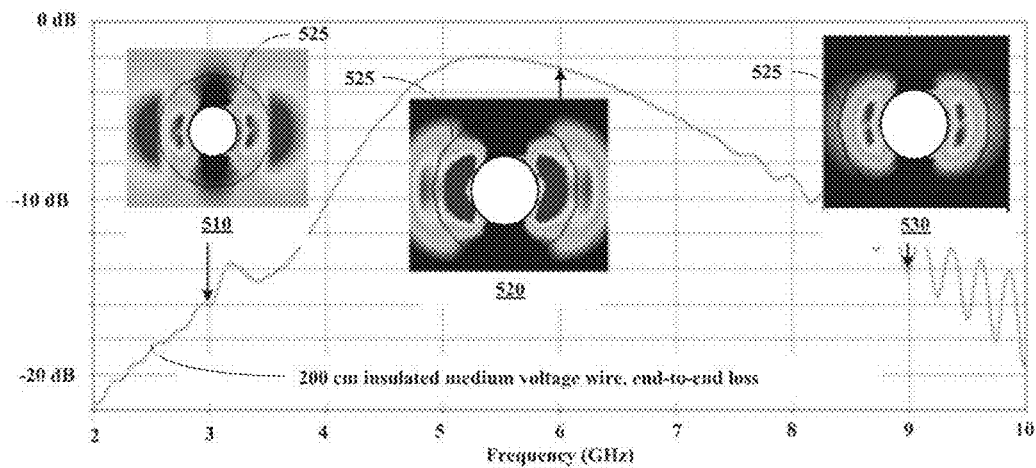 0 dB
525
525
525
-10 dB
510
520
530
-20 dB
200 cm insulated medium voltage wire, end-to-end loss
2 3 4 5 6 7 8 9 10
Frequency (GHz)